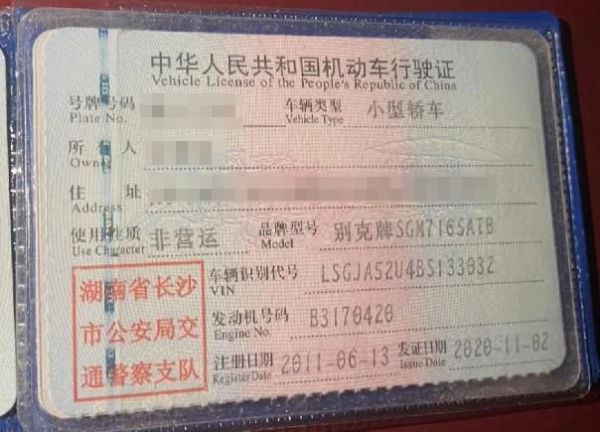 中华人民共和国机动车行驶证
Vehicle License of the People's Republic of China
号牌号码 车辆类型 小型轿车
Plate No. Vehicle Type
所有人
Owner
住址
Address
使用性质 非营运 品牌型号 别克牌SGM7165ATB
Use Character Model
湖南省长沙
市公安局交
通警察支队
车辆识别代号 LSGJA52U4BS133032
VIN
发动机号码 B3170420
Engine No.
注册日期 2011-06-13 发证日期 2020-11-02
Register Date Issue Date